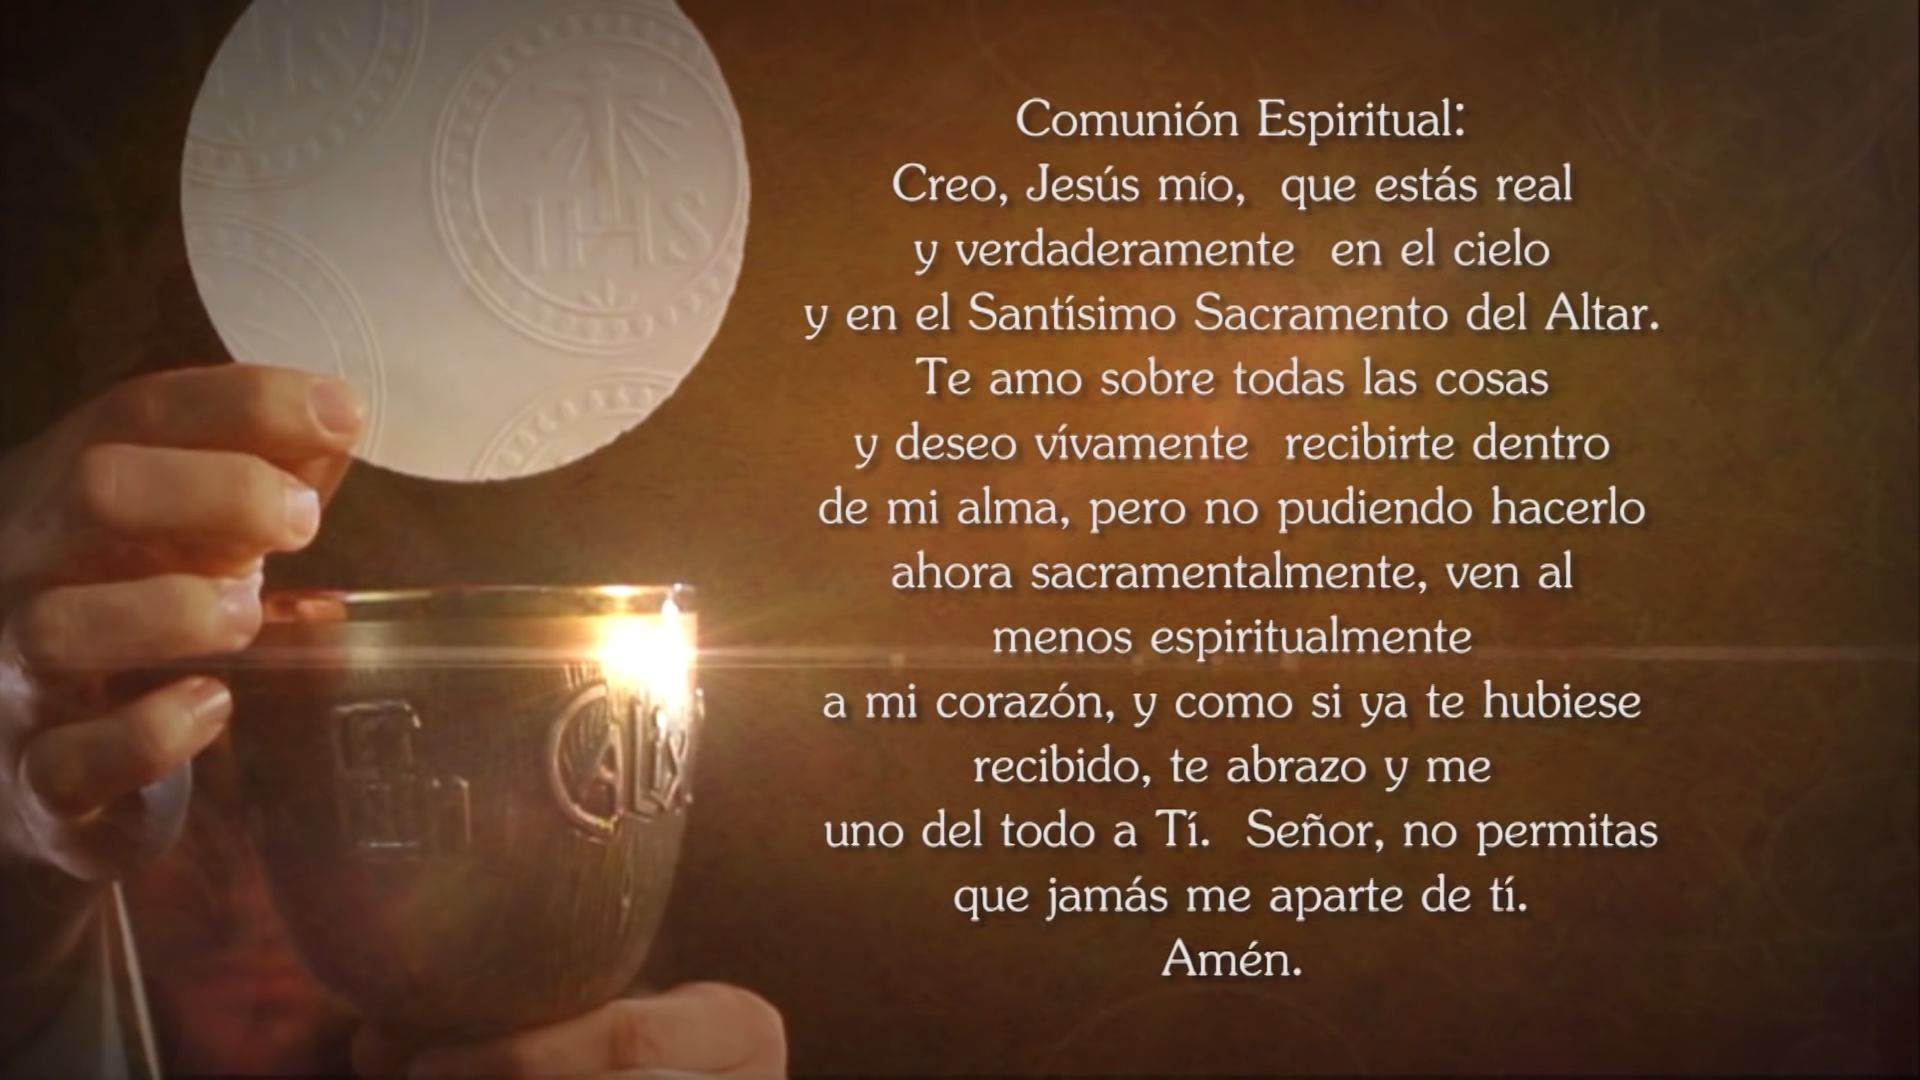 Comunión Espiritual:
Creo, Jesús mío, que estás real
y verdaderamente en el cielo
y en el Santísimo Sacramento del Altar.
Te amo sobre todas las cosas
y deseo vívamente recibirte dentro
de mi alma, pero no pudiendo hacerlo
ahora sacramentalmente, ven al
menos espiritualmente
a mi corazón, y como si ya te hubiese
recibido, te abrazo y me
uno del todo a Tí. Señor, no permitas
que jamás me aparte de tí.
Amén.
IHS